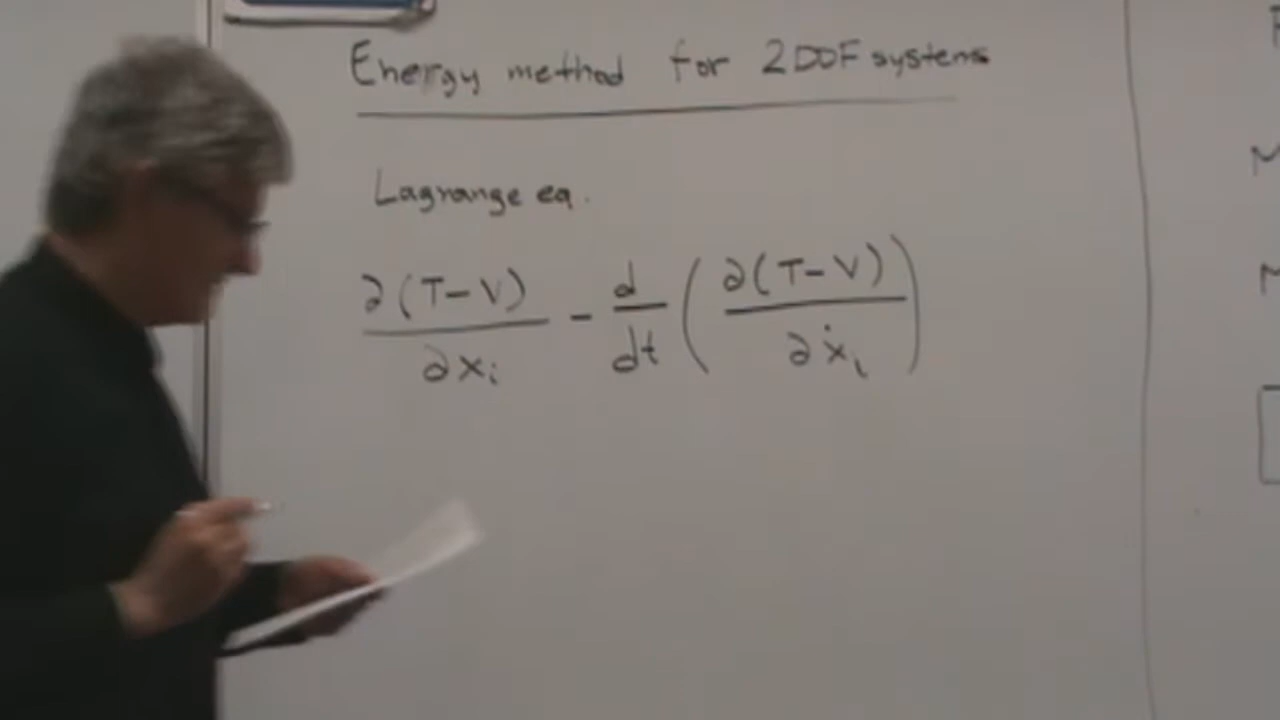 Energy method for 2DOF systems
Lagrange eq.
∂(T-V)/∂xᵢ - d/dt (∂(T-V)/∂ẋᵢ)